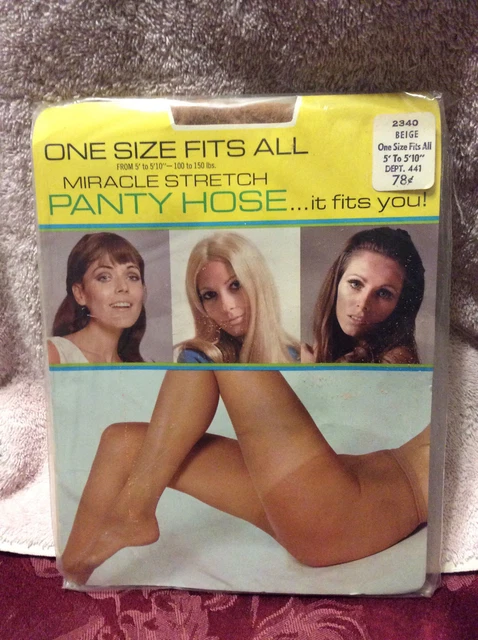 ONE SIZE FITS ALL
FROM 5' to 5'10"—100 to 150 lbs.
MIRACLE STRETCH
PANTY HOSE...it fits you!
2340
BEIGE
One Size Fits All
5' To 5'10"
DEPT. 441
78¢